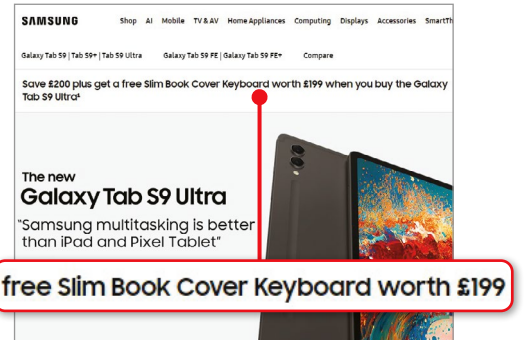 SAMSUNG Shop AI Mobile TV & AV Home Appliances Computing Displays Accessories SmartTh
Galaxy Tab S9 | Tab S9+ | Tab S9 Ultra Galaxy Tab S9 FE | Galaxy Tab S9 FE+ Compare
Save £200 plus get a free Slim Book Cover Keyboard worth £199 when you buy the Galaxy
Tab S9 Ultra⁴
The new
Galaxy Tab S9 Ultra
"Samsung multitasking is better
than iPad and Pixel Tablet"
free Slim Book Cover Keyboard worth £199